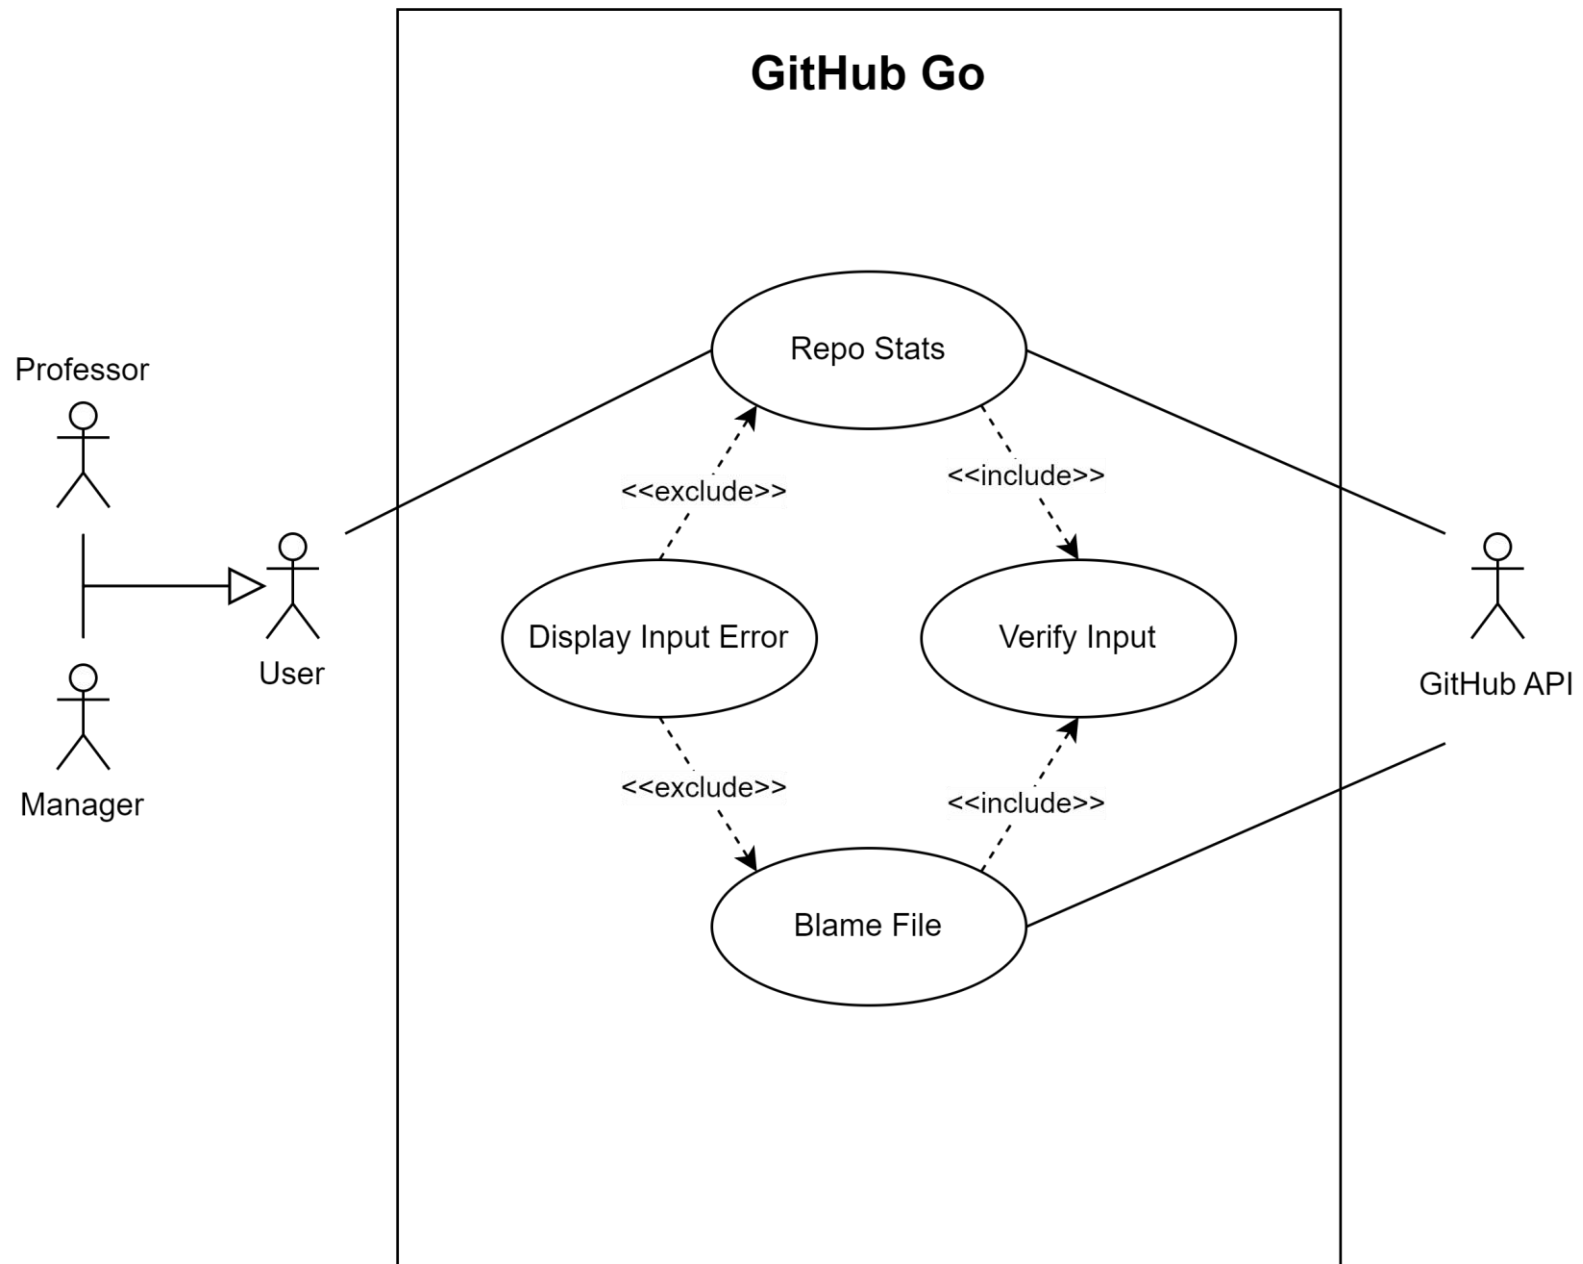 GitHub Go
Repo Stats
Professor
<<exclude>>
<<include>>
Display Input Error
Verify Input
User
GitHub API
<<exclude>>
<<include>>
Manager
Blame File